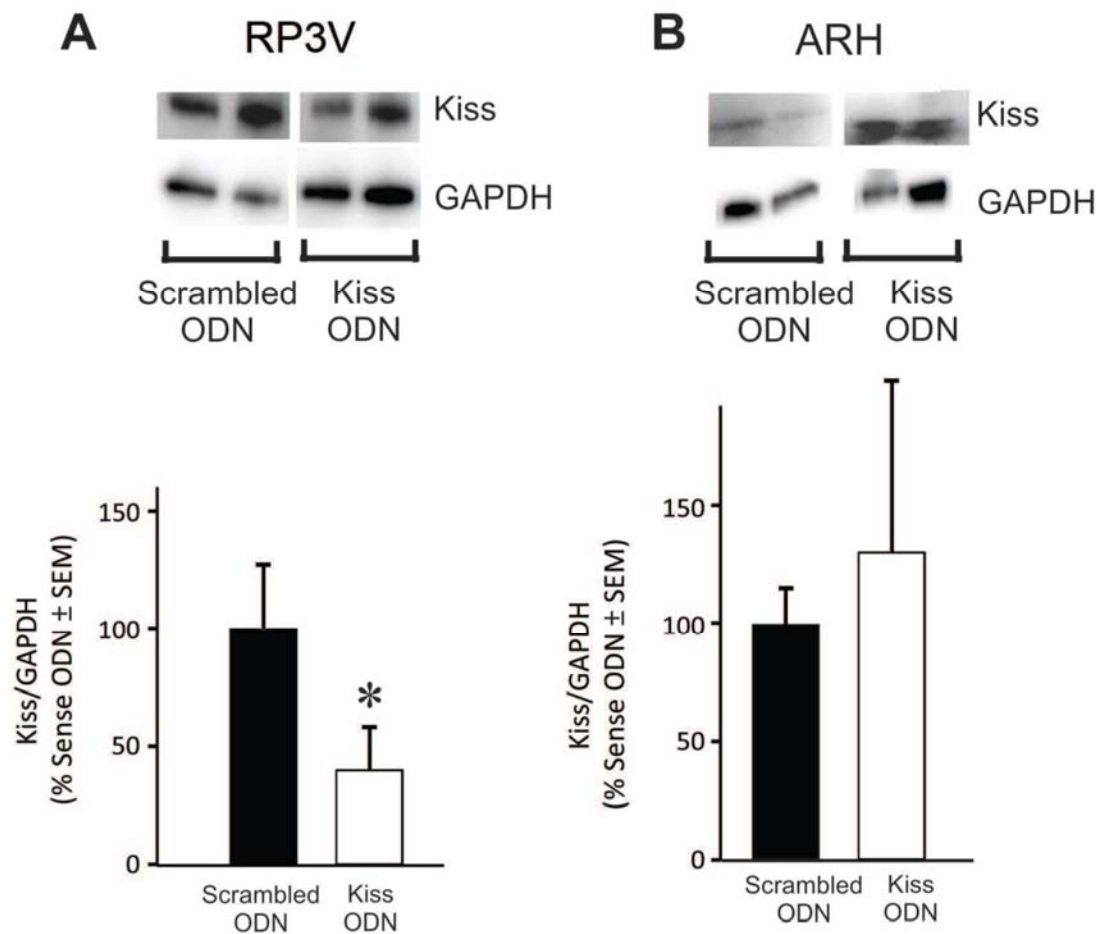 A
RP3V
Kiss
GAPDH
Scrambled
ODN
Kiss
ODN
Kiss/GAPDH
(% Sense ODN ± SEM)
150
100
50
0
*
Scrambled
ODN
Kiss
ODN
B
ARH
Kiss
GAPDH
Scrambled
ODN
Kiss
ODN
Kiss/GAPDH
(% Sense ODN ± SEM)
150
100
50
0
Scrambled
ODN
Kiss
ODN